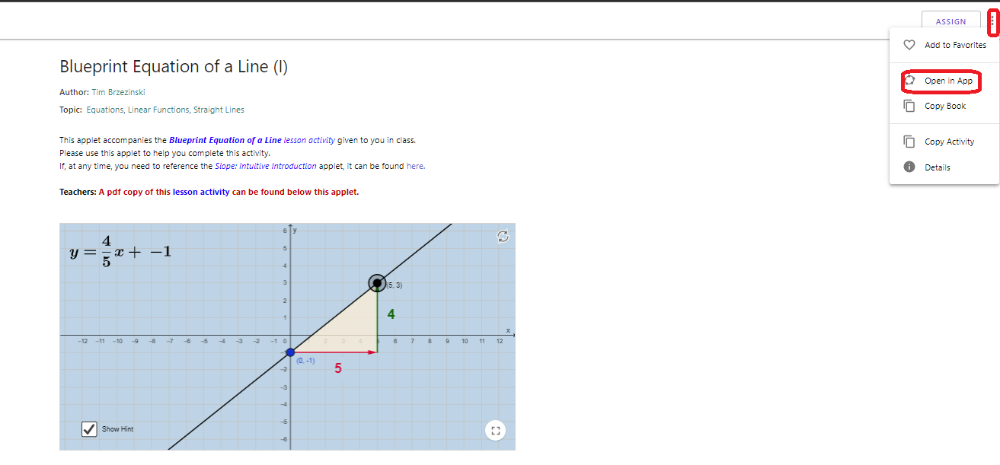 ASSIGN
Add to Favorites
Open in App
Copy Book
Copy Activity
Details
Blueprint Equation of a Line (I)
Author: Tim Brzezinski
Topic: Equations, Linear Functions, Straight Lines
This applet accompanies the Blueprint Equation of a Line lesson activity given to you in class.
Please use this applet to help you complete this activity.
If, at any time, you need to reference the Slope: Intuitive Introduction applet, it can be found here.
Teachers: A pdf copy of this lesson activity can be found below this applet.
y = 4/5 x + −1
y
6
5
4
3
2
1
(5, 3)
4
x
−12 −11 −10 −9 −8 −7 −6 −5 −4 −3 −2 −1 0 2 3 4 6 7 8 9 10 11 12
(0, -1)
5
−2
−3
−4
−5
−6
Show Hint